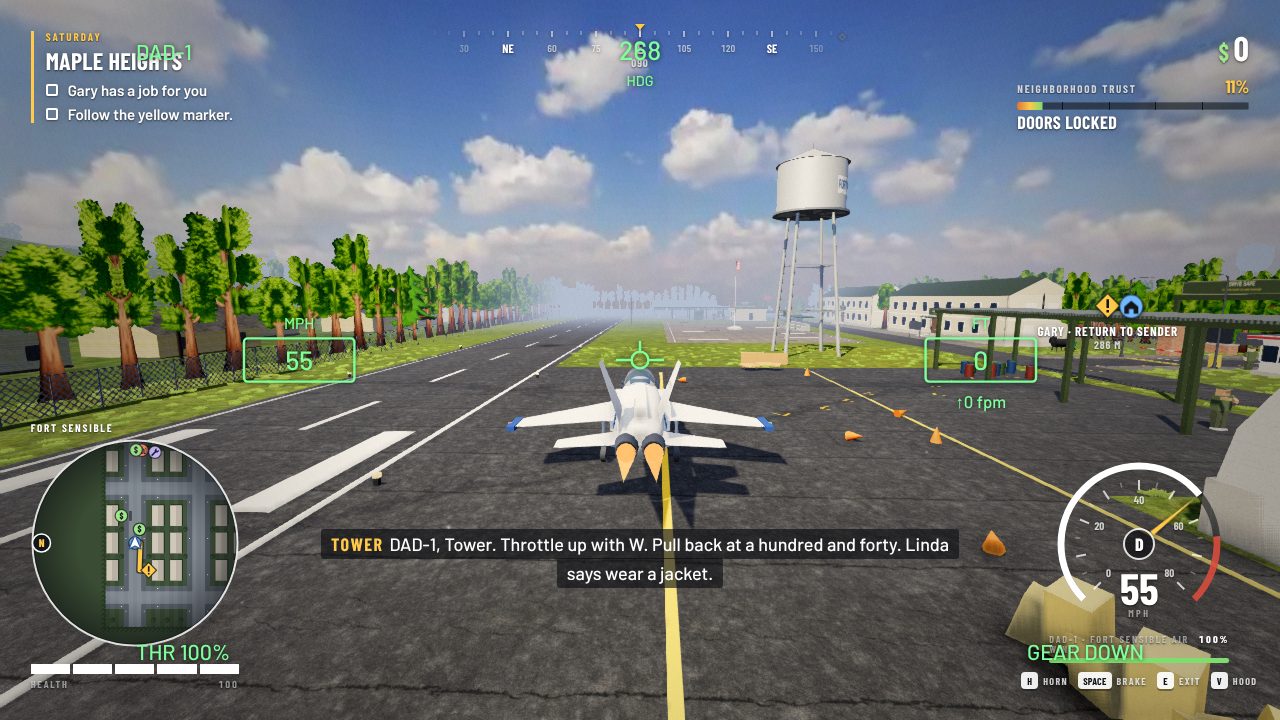 SATURDAY
MAPLE HEIGHTS
DAD-1
Gary has a job for you
Follow the yellow marker.
30 NE 60 75 105 120 SE 150
268
090
HDG
$0
NEIGHBORHOOD TRUST 11%
DOORS LOCKED
DRIVE SAFE
MPH
55
GARY - RETURN TO SENDER
286 M
0
↑0 fpm
FORT SENSIBLE
N
TOWER DAD-1, Tower. Throttle up with W. Pull back at a hundred and forty. Linda
says wear a jacket.
0 20 40 60 80
D
55
MPH
DAD-1 - FORT SENSIBLE AIR 100%
THR 100%
GEAR DOWN
HEALTH 100
H HORN SPACE BRAKE E EXIT V HOOD